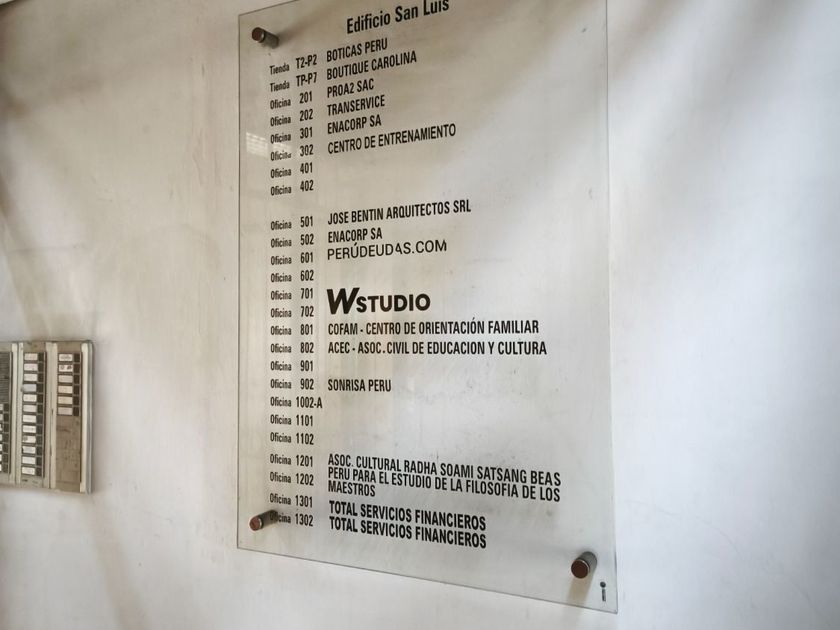 Edificio San Luis
Tienda T2-P2 BOTICAS PERU
Tienda TP-P7 BOUTIQUE CAROLINA
Oficina 201 PROA2 SAC
Oficina 202 TRANSERVICE
Oficina 301 ENACORP SA
Oficina 302 CENTRO DE ENTRENAMIENTO
Oficina 401
Oficina 402
Oficina 501 JOSE BENTIN ARQUITECTOS SRL
Oficina 502 ENACORP SA
Oficina 601 PERÚDEUDAS.COM
Oficina 602
Oficina 701 WSTUDIO
Oficina 702
Oficina 801 COFAM - CENTRO DE ORIENTACIÓN FAMILIAR
Oficina 802 ACEC - ASOC. CIVIL DE EDUCACION Y CULTURA
Oficina 901
Oficina 902 SONRISA PERU
Oficina 1002-A
Oficina 1101
Oficina 1102
Oficina 1201 ASOC. CULTURAL RADHA SOAMI SATSANG BEAS
Oficina 1202 PERU PARA EL ESTUDIO DE LA FILOSOFIA DE LOS
MAESTROS
Oficina 1301 TOTAL SERVICIOS FINANCIEROS
Oficina 1302 TOTAL SERVICIOS FINANCIEROS
i